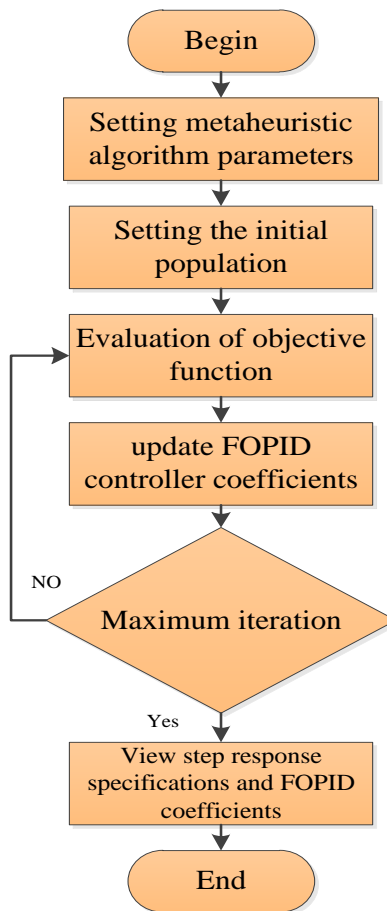 Begin
Setting metaheuristic
algorithm parameters
Setting the initial
population
Evaluation of objective
function
update FOPID
controller coefficients
NO
Maximum iteration
Yes
View step response
specifications and FOPID
coefficients
End